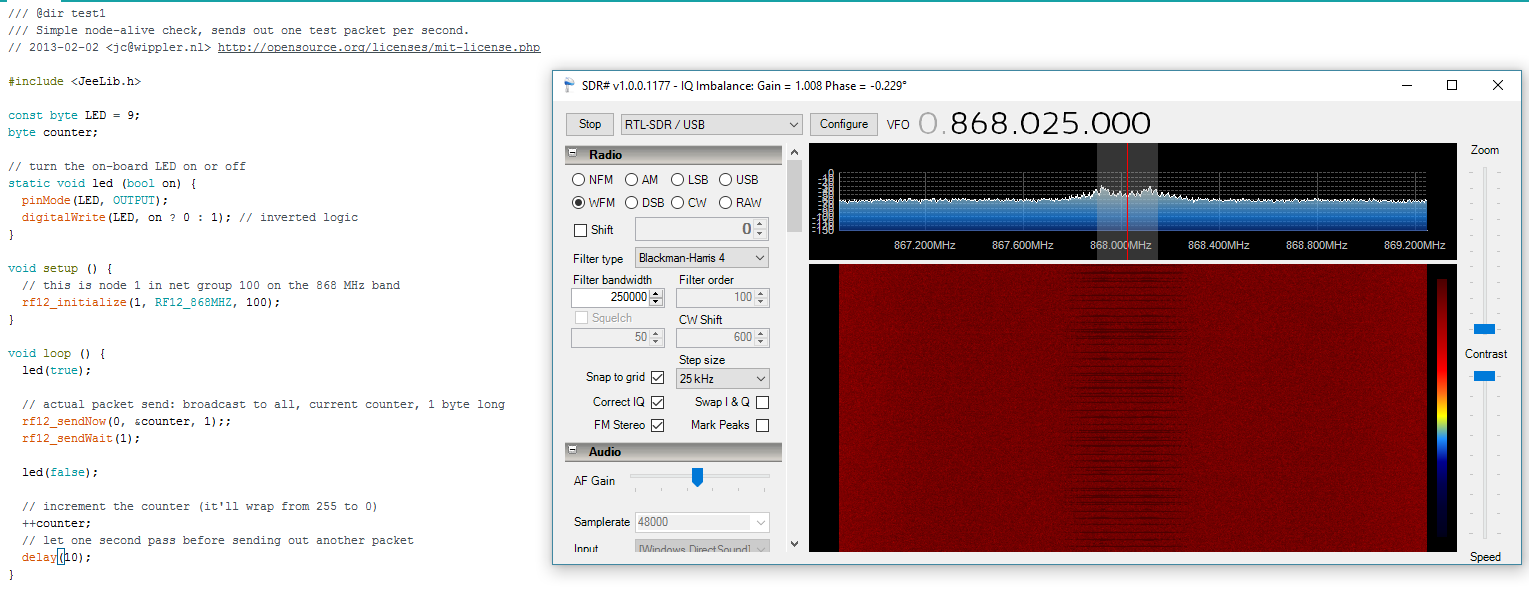 /// @dir test1
/// Simple node-alive check, sends out one test packet per second.
// 2013-02-02 <jc@wippler.nl> http://opensource.org/licenses/mit-license.php
#include <JeeLib.h>
const byte LED = 9;
byte counter;
// turn the on-board LED on or off
static void led (bool on) {
pinMode(LED, OUTPUT);
digitalWrite(LED, on ? 0 : 1); // inverted logic
}
void setup () {
// this is node 1 in net group 100 on the 868 MHz band
rf12_initialize(1, RF12_868MHZ, 100);
}
void loop () {
led(true);
// actual packet send: broadcast to all, current counter, 1 byte long
rf12_sendNow(0, &counter, 1);;
rf12_sendWait(1);
led(false);
// increment the counter (it'll wrap from 255 to 0)
++counter;
// let one second pass before sending out another packet
delay(10);
}
SDR# v1.0.0.1177 - IQ Imbalance: Gain = 1.008 Phase = -0.229°
Stop RTL-SDR / USB Configure VFO 0.868.025.000
Radio
NFM AM LSB USB
WFM DSB CW RAW
Shift 0
Filter type Blackman-Harris 4
Filter bandwidth Filter order
250000 100
Squelch CW Shift
50 600
Step size
Snap to grid 25 kHz
Correct IQ Swap I & Q
FM Stereo Mark Peaks
Audio
AF Gain
Samplerate 48000
Input [Windows DirectSound]
0
867.200MHz 867.600MHz 868.000MHz 868.400MHz 868.800MHz 869.200MHz
Zoom
Contrast
Speed